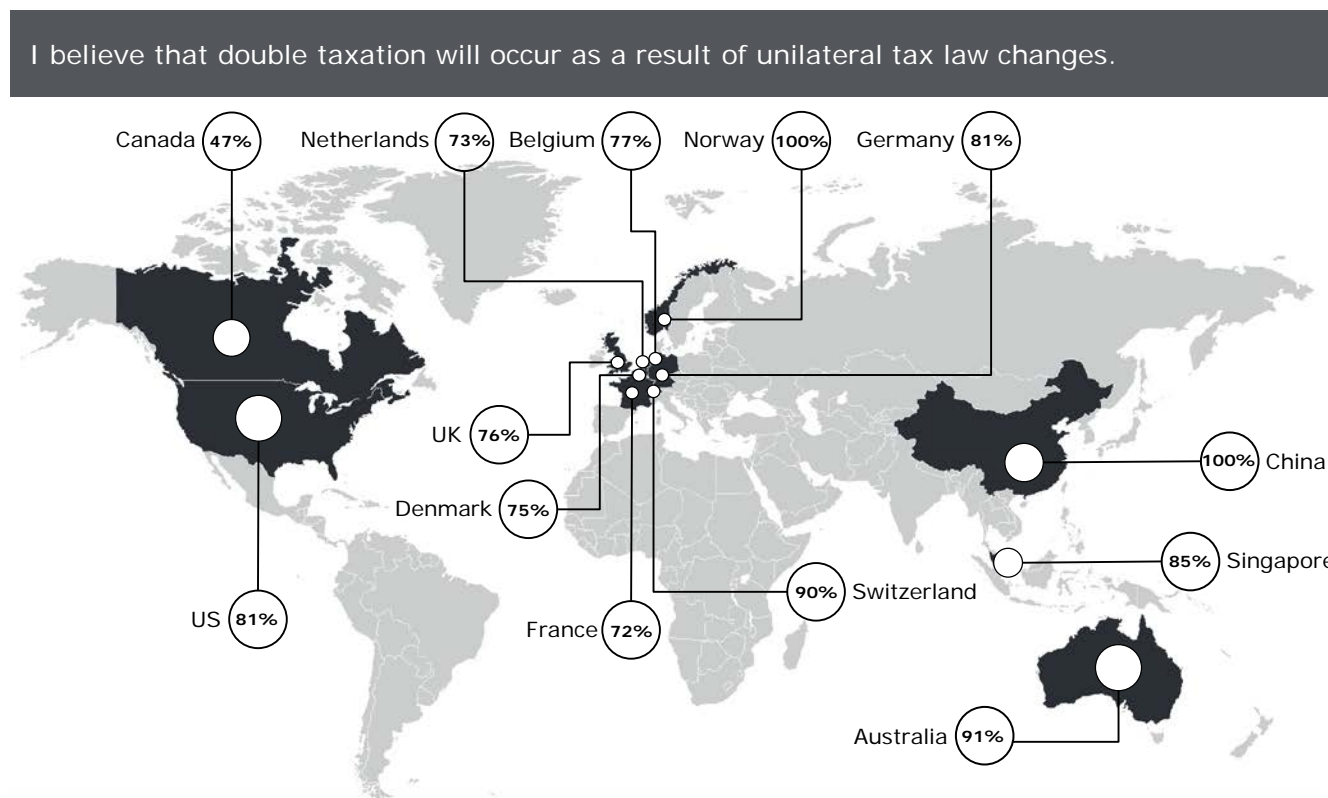 I believe that double taxation will occur as a result of unilateral tax law changes.
Canada 47%
Netherlands 73%
Belgium 77%
Norway 100%
Germany 81%
UK 76%
100% China
Denmark 75%
85% Singapore
90% Switzerland
US 81%
France 72%
Australia 91%